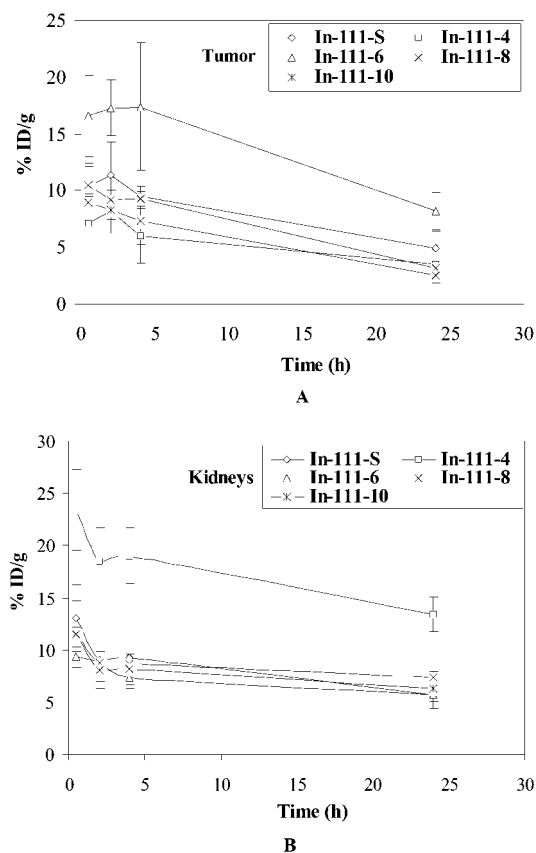 25
Tumor
In-111-S In-111-4
In-111-6 In-111-8
In-111-10
20
15
10
5
0
% ID/g
0 5 10 15 20 25 30
Time (h)
A
30
Kidneys
In-111-S In-111-4
In-111-6 In-111-8
In-111-10
25
20
15
10
5
0
% ID/g
0 5 10 15 20 25 30
Time (h)
B